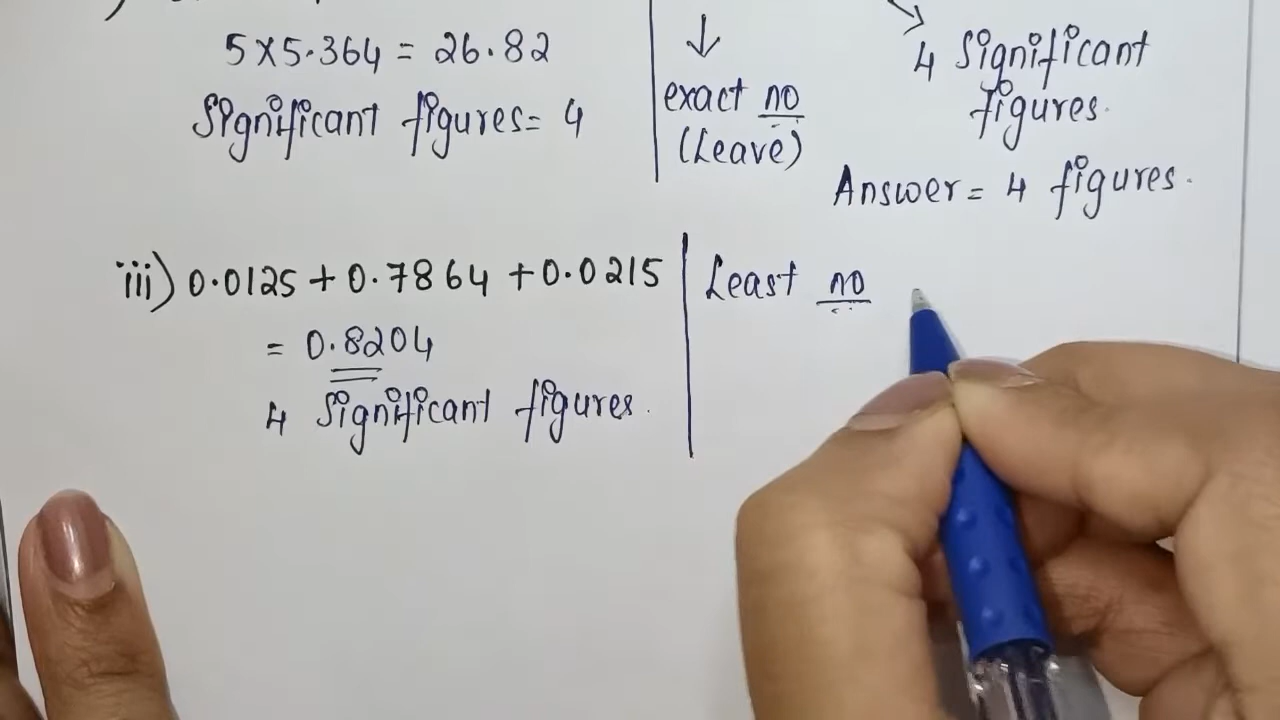 5×5.364 = 26.82
Significant figures= 4
exact no
(Leave)
4 Significant
figures.
Answer= 4 figures.
iii) 0.0125 + 0.7864 + 0.0215
= 0.8204
4 Significant figures.
Least no